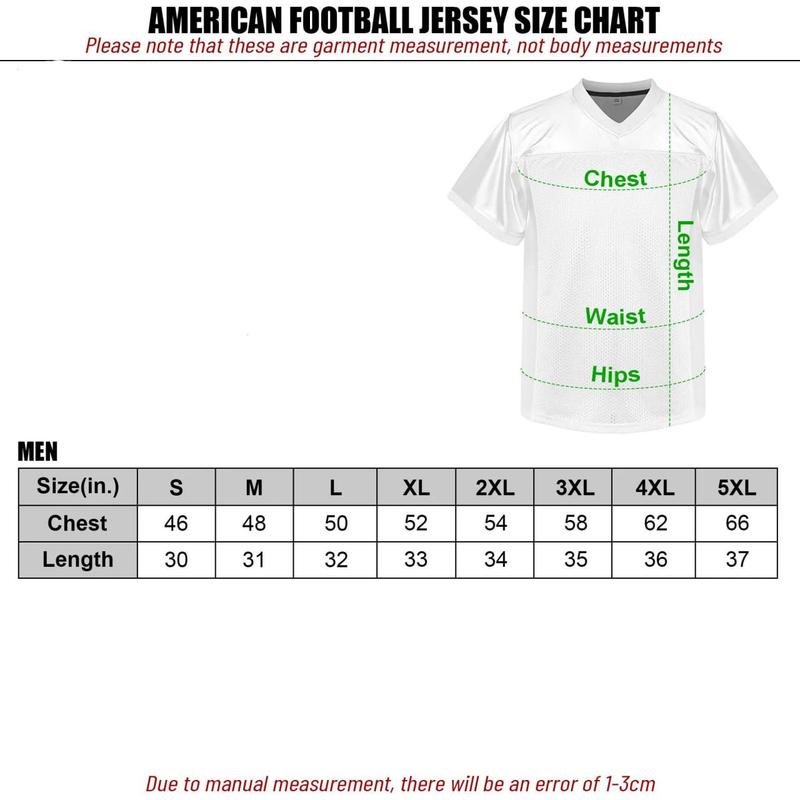 AMERICAN FOOTBALL JERSEY SIZE CHART
Please note that these are garment measurement, not body measurements
Chest
Length
Waist
Hips
MEN
Size(in.) S M L XL 2XL 3XL 4XL 5XL
Chest 46 48 50 52 54 58 62 66
Length 30 31 32 33 34 35 36 37
Due to manual measurement, there will be an error of 1-3cm